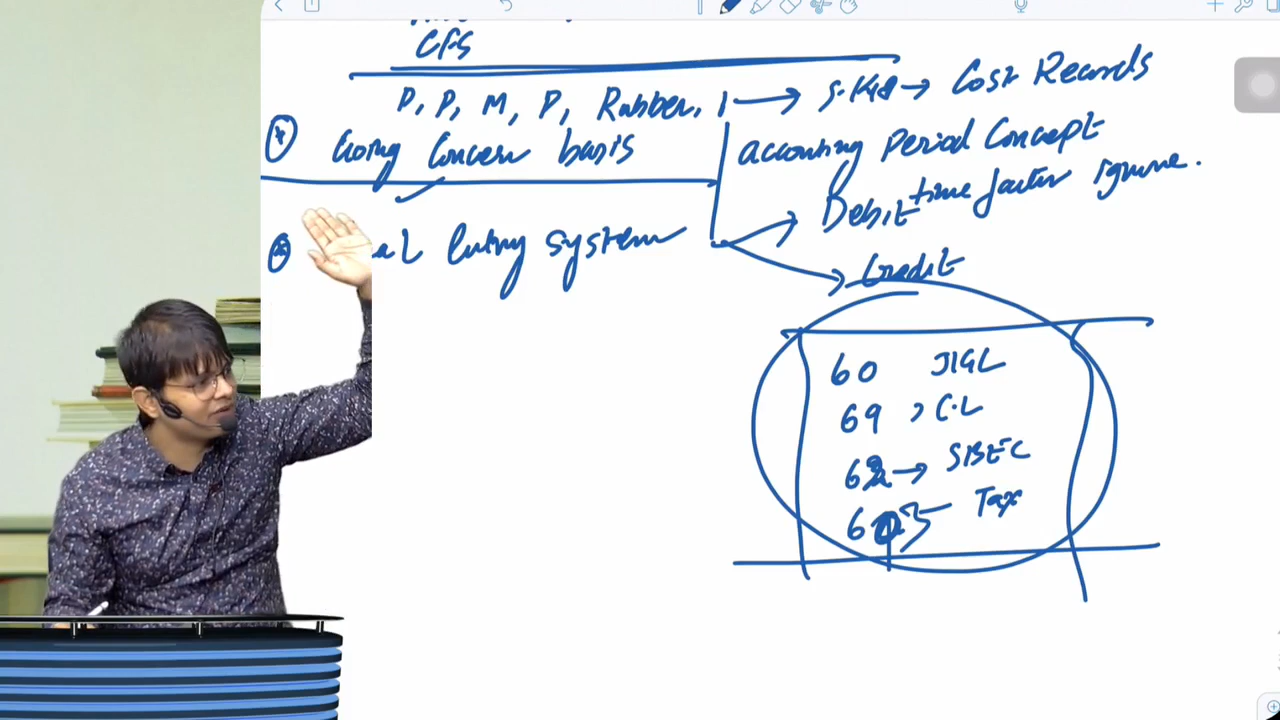 CFS
P, P, M, P, Rubber, 1 → S. 148 → Cost Records
Going Concern basis
accounting Period Concept
time factor ignore.
Debit
al Entry system
Credit
60 JIGL
69 C.L
62 → SBEC
Tax